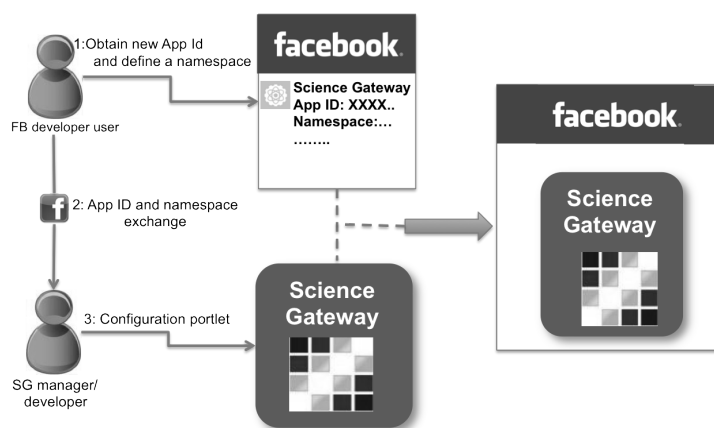 1:Obtain new App Id
and define a namespace
FB developer user
facebook.
Science Gateway
App ID: XXXX..
Namespace:...
........
f
2: App ID and namespace
exchange
3: Configuration portlet
SG manager/
developer
Science
Gateway
facebook.
Science
Gateway